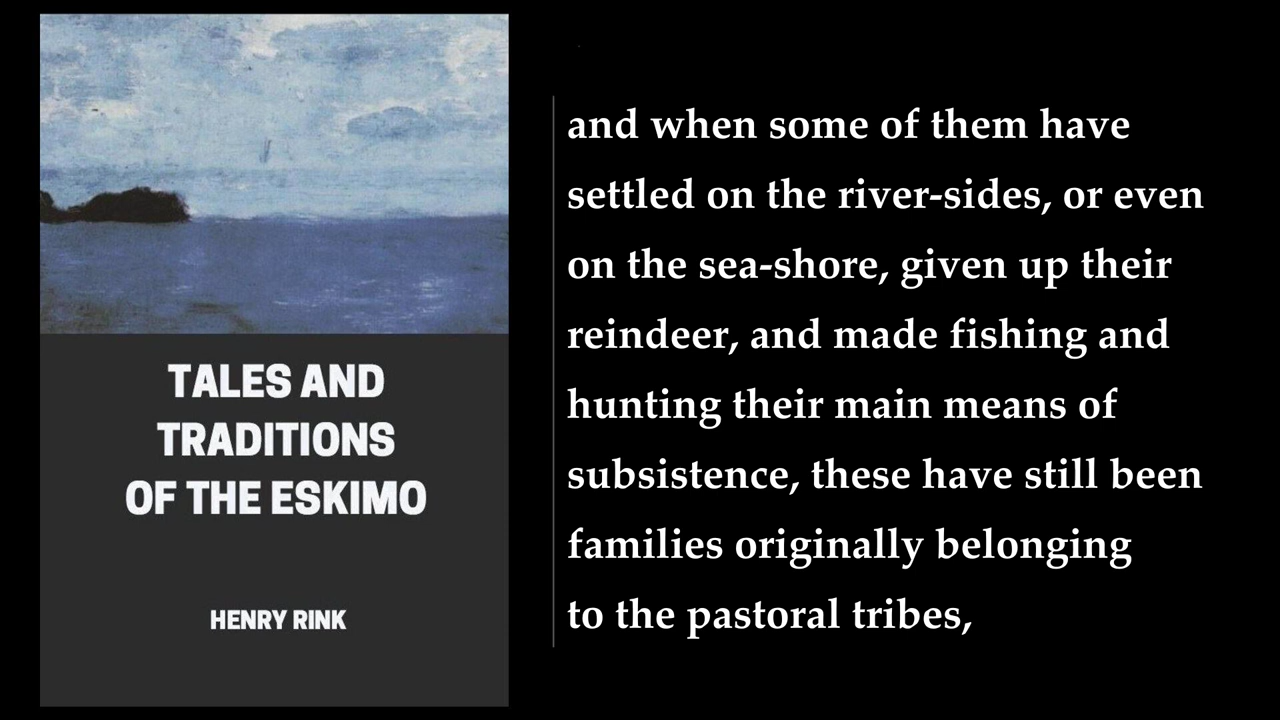 TALES AND
TRADITIONS
OF THE ESKIMO
HENRY RINK
and when some of them have
settled on the river-sides, or even
on the sea-shore, given up their
reindeer, and made fishing and
hunting their main means of
subsistence, these have still been
families originally belonging
to the pastoral tribes,